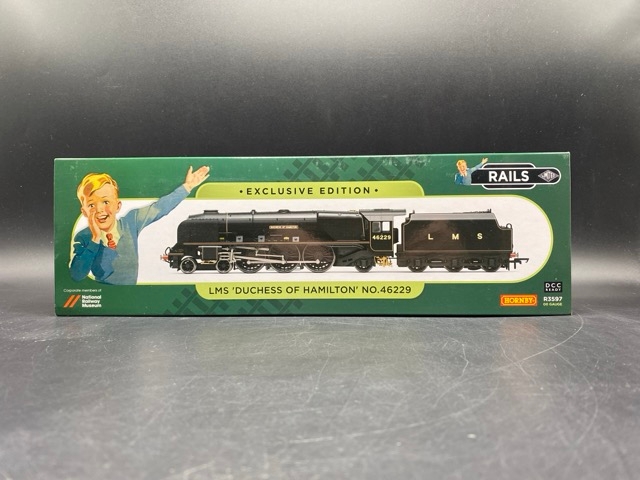 • EXCLUSIVE EDITION •
RAILS
46229
L M S
LMS 'DUCHESS OF HAMILTON' NO.46229
Corporate members of
National
Railway
Museum
HORNBY
DCC
READY
R3597
OO GAUGE